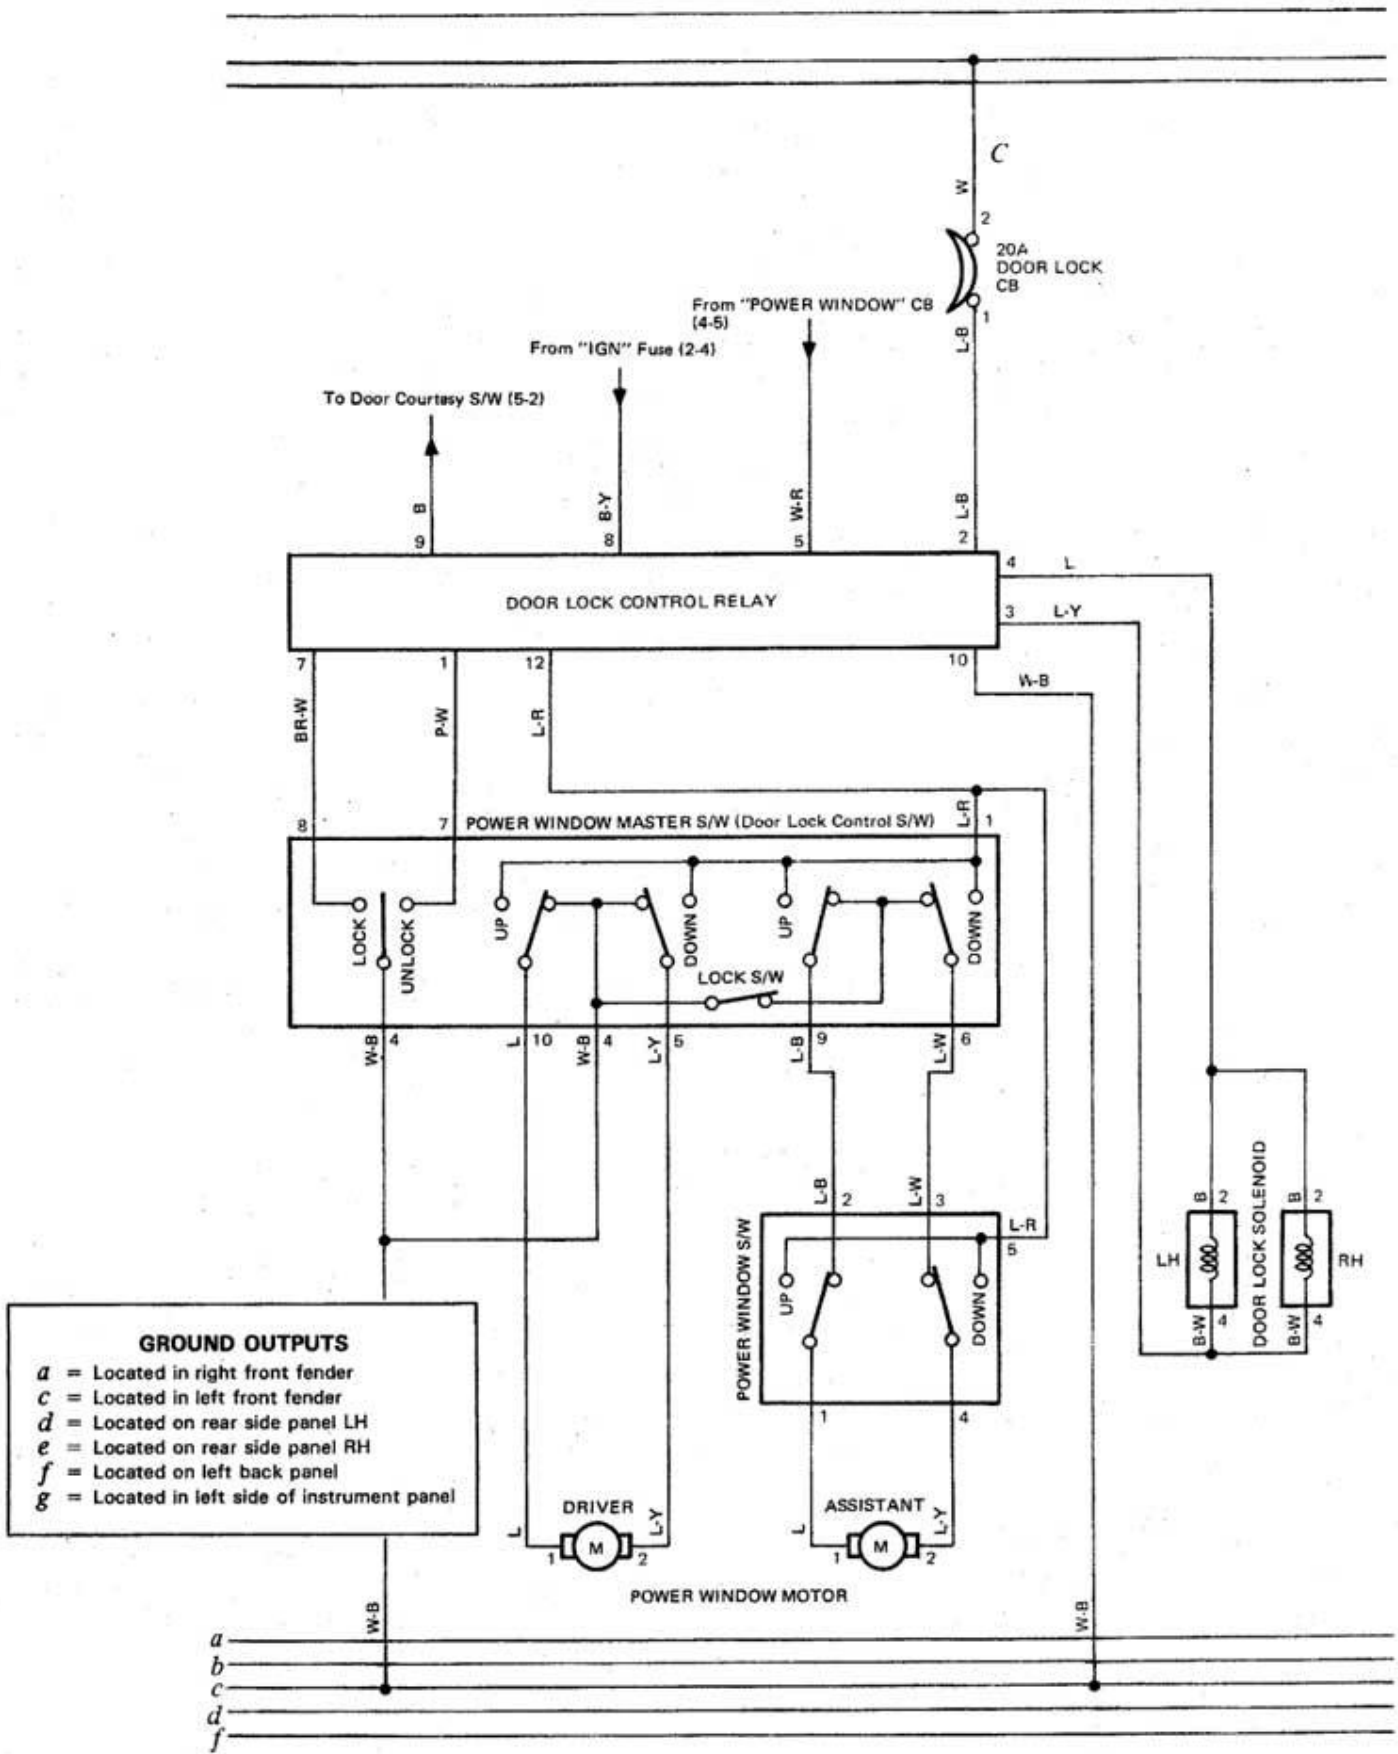 C
W
2
20A
DOOR LOCK
CB
1
L-B
From "POWER WINDOW" CB
(4-5)
From "IGN" Fuse (2-4)
To Door Courtesy S/W (5-2)
B
B-Y
W-R
L-B
9
8
5
2
4
L
DOOR LOCK CONTROL RELAY
3
L-Y
7
1
12
10
W-B
BR-W
P-W
L-R
L-R
8
7
POWER WINDOW MASTER S/W (Door Lock Control S/W)
1
LOCK
UNLOCK
UP
DOWN
UP
DOWN
LOCK S/W
W-B
4
L
10
W-B
4
L-Y
5
L-B
9
L-W
6
L-B
2
L-W
3
L-R
5
POWER WINDOW S/W
UP
DOWN
1
4
B
2
B
2
DOOR LOCK SOLENOID
LH
RH
B-W
4
B-W
4
GROUND OUTPUTS
a = Located in right front fender
c = Located in left front fender
d = Located on rear side panel LH
e = Located on rear side panel RH
f = Located on left back panel
g = Located in left side of instrument panel
DRIVER
ASSISTANT
L
L-Y
L
L-Y
1
M
2
1
M
2
POWER WINDOW MOTOR
W-B
W-B
a
b
c
d
f